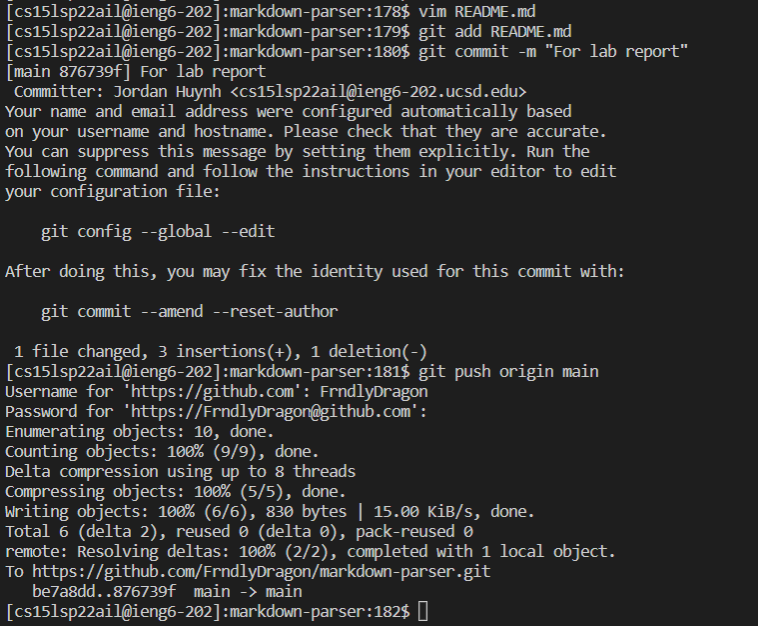 [cs15lsp22ail@ieng6-202]:markdown-parser:178$ vim README.md
[cs15lsp22ail@ieng6-202]:markdown-parser:179$ git add README.md
[cs15lsp22ail@ieng6-202]:markdown-parser:180$ git commit -m "For lab report"
[main 876739f] For lab report
 Committer: Jordan Huynh <cs15lsp22ail@ieng6-202.ucsd.edu>
Your name and email address were configured automatically based
on your username and hostname. Please check that they are accurate.
You can suppress this message by setting them explicitly. Run the
following command and follow the instructions in your editor to edit
your configuration file:

    git config --global --edit

After doing this, you may fix the identity used for this commit with:

    git commit --amend --reset-author

 1 file changed, 3 insertions(+), 1 deletion(-)
[cs15lsp22ail@ieng6-202]:markdown-parser:181$ git push origin main
Username for 'https://github.com': FrndlyDragon
Password for 'https://FrndlyDragon@github.com':
Enumerating objects: 10, done.
Counting objects: 100% (9/9), done.
Delta compression using up to 8 threads
Compressing objects: 100% (5/5), done.
Writing objects: 100% (6/6), 830 bytes | 15.00 KiB/s, done.
Total 6 (delta 2), reused 0 (delta 0), pack-reused 0
remote: Resolving deltas: 100% (2/2), completed with 1 local object.
To https://github.com/FrndlyDragon/markdown-parser.git
   be7a8dd..876739f  main -> main
[cs15lsp22ail@ieng6-202]:markdown-parser:182$